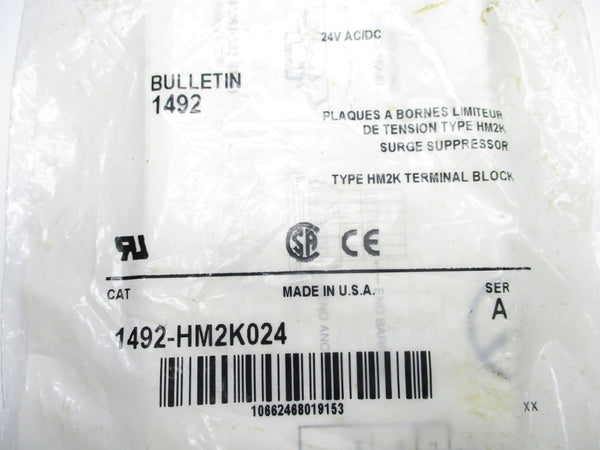 24V AC/DC
BULLETIN
1492
PLAQUES A BORNES LIMITEUR
DE TENSION TYPE HM2K
SURGE SUPPRESSOR
TYPE HM2K TERMINAL BLOCK
CE
CAT
MADE IN U.S.A.
SER
A
1492-HM2K024
10662468019153
XX